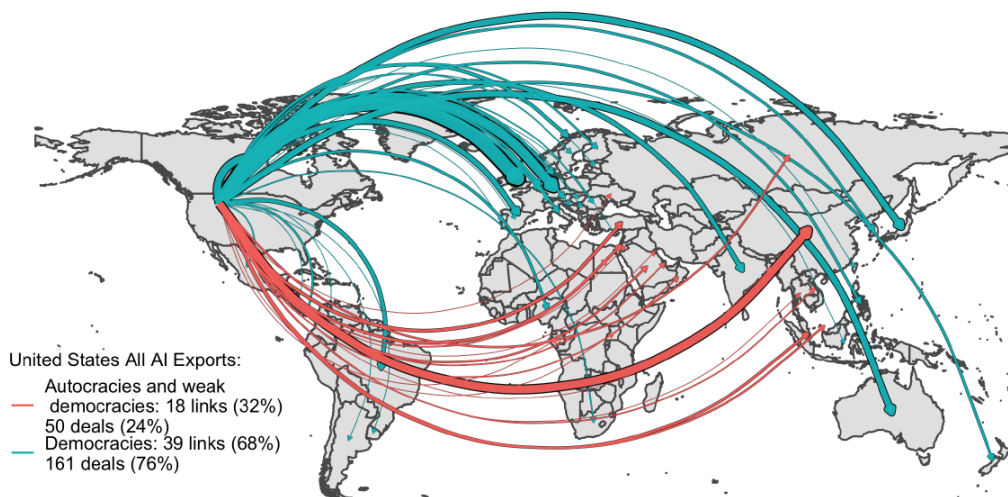 United States All AI Exports:
Autocracies and weak
democracies: 18 links (32%)
50 deals (24%)
Democracies: 39 links (68%)
161 deals (76%)